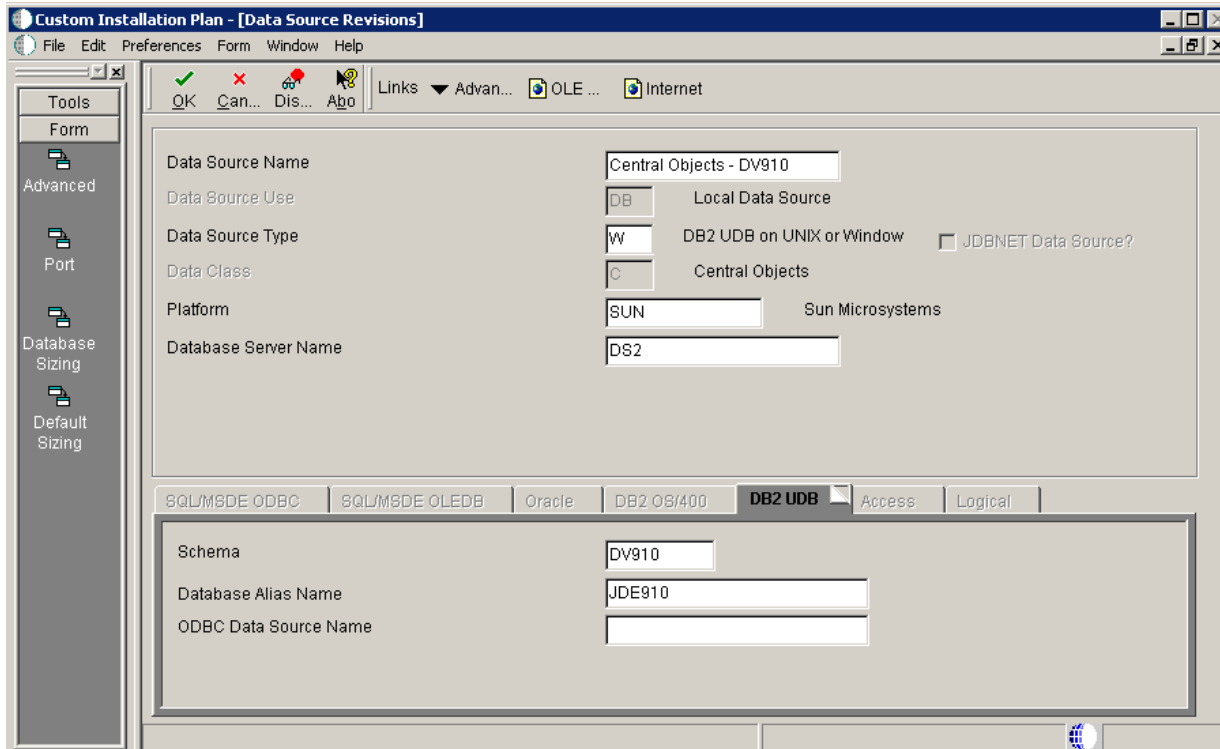 Custom Installation Plan - [Data Source Revisions]
File Edit Preferences Form Window Help
Tools
Form
Advanced
Port
Database
Sizing
Default
Sizing
OK Can... Dis... Abo Links Advan... OLE ... Internet
Data Source Name Central Objects - DV910
Data Source Use DB Local Data Source
Data Source Type W DB2 UDB on UNIX or Window JDBNET Data Source?
Data Class C Central Objects
Platform SUN Sun Microsystems
Database Server Name DS2
SQL/MSDE ODBC SQL/MSDE OLEDB Oracle DB2 OS/400 DB2 UDB Access Logical
Schema DV910
Database Alias Name JDE910
ODBC Data Source Name